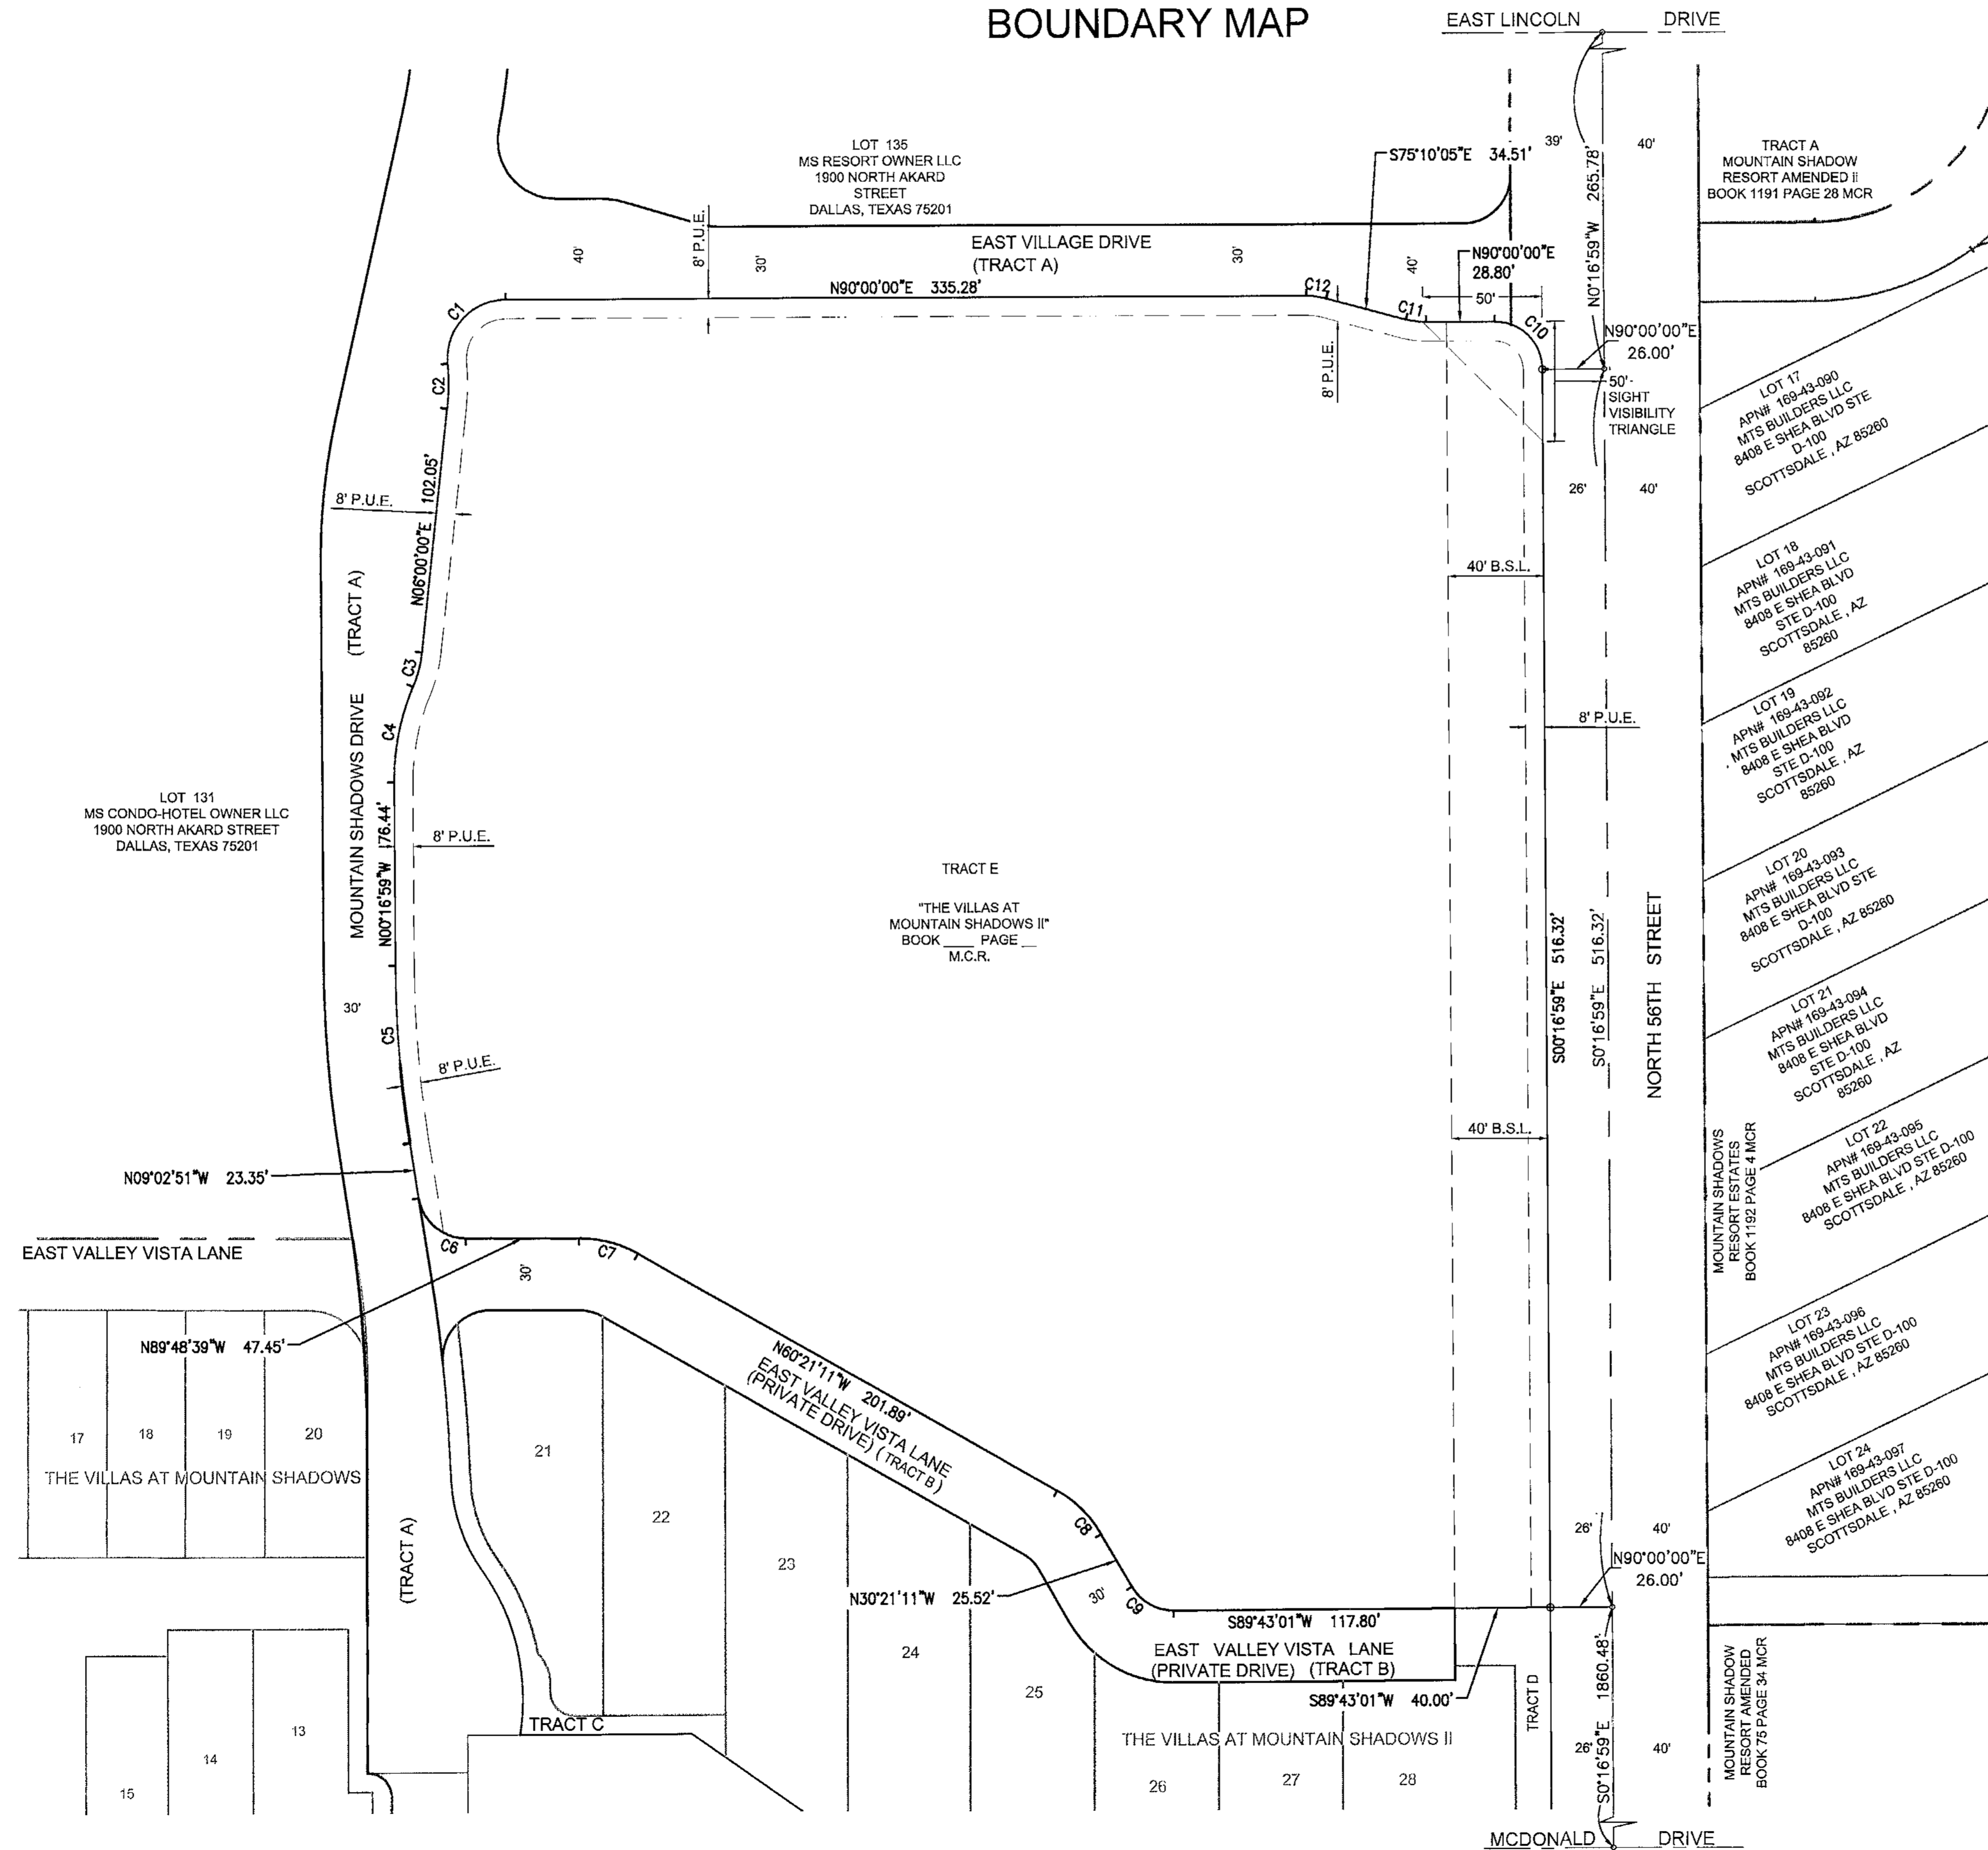 BOUNDARY MAP
EAST LINCOLN DRIVE
LOT 135
MS RESORT OWNER LLC
1900 NORTH AKARD
STREET
DALLAS, TEXAS 75201
S75°10'05"E 34.51'
39'
40'
N0°16'59"W 265.78'
TRACT A
MOUNTAIN SHADOW
RESORT AMENDED II
BOOK 1191 PAGE 28 MCR
8' P.U.E.
40'
30'
EAST VILLAGE DRIVE
(TRACT A)
30'
40'
N90°00'00"E
28.80'
50'
N90°00'00"E 335.28'
C1
C12
C11
C10
N90°00'00"E
26.00'
8' P.U.E.
50'
SIGHT
VISIBILITY
TRIANGLE
C2
LOT 17
APN# 169-43-090
MTS BUILDERS LLC
8408 E SHEA BLVD STE
D-100
SCOTTSDALE , AZ 85260
26'
40'
8' P.U.E.
N06°00'00"E 102.05'
40' B.S.L.
LOT 18
APN# 169-43-091
MTS BUILDERS LLC
8408 E SHEA BLVD
STE D-100
SCOTTSDALE , AZ
85260
MOUNTAIN SHADOWS DRIVE (TRACT A)
C3
C4
8' P.U.E.
LOT 19
APN# 169-43-092
MTS BUILDERS LLC
8408 E SHEA BLVD
STE D-100
SCOTTSDALE , AZ
85260
LOT 131
MS CONDO-HOTEL OWNER LLC
1900 NORTH AKARD STREET
DALLAS, TEXAS 75201
N00°16'59"W 76.44'
8' P.U.E.
TRACT E
"THE VILLAS AT
MOUNTAIN SHADOWS II"
BOOK ____ PAGE __
M.C.R.
S00°16'59"E 516.32'
S0°16'59"E 516.32'
NORTH 56TH STREET
LOT 20
APN# 169-43-093
MTS BUILDERS LLC
8408 E SHEA BLVD STE
D-100
SCOTTSDALE , AZ 85260
30'
C5
8' P.U.E.
LOT 21
APN# 169-43-094
MTS BUILDERS LLC
8408 E SHEA BLVD
STE D-100
SCOTTSDALE , AZ
85260
40' B.S.L.
N09°02'51"W 23.35'
MOUNTAIN SHADOWS
RESORT ESTATES
BOOK 1192 PAGE 4 MCR
LOT 22
APN# 169-43-095
MTS BUILDERS LLC
8408 E SHEA BLVD STE D-100
SCOTTSDALE , AZ 85260
EAST VALLEY VISTA LANE
C6
C7
30'
N89°48'39"W 47.45'
LOT 23
APN# 169-43-096
MTS BUILDERS LLC
8408 E SHEA BLVD STE D-100
SCOTTSDALE , AZ 85260
N60°21'11"W 201.89'
EAST VALLEY VISTA LANE
(PRIVATE DRIVE) (TRACT B)
17
18
19
20
21
THE VILLAS AT MOUNTAIN SHADOWS
22
23
(TRACT A)
C8
LOT 24
APN# 169-43-097
MTS BUILDERS LLC
8408 E SHEA BLVD STE D-100
SCOTTSDALE , AZ 85260
26'
40'
N90°00'00"E
26.00'
N30°21'11"W 25.52'
30'
C9
S89°43'01"W 117.80'
EAST VALLEY VISTA LANE
(PRIVATE DRIVE) (TRACT B)
S89°43'01"W 40.00'
24
25
TRACT D
S0°16'59"E 1860.48'
MOUNTAIN SHADOW
RESORT AMENDED
BOOK 75 PAGE 34 MCR
TRACT C
THE VILLAS AT MOUNTAIN SHADOWS II
26'
40'
13
14
15
26
27
28
MCDONALD DRIVE